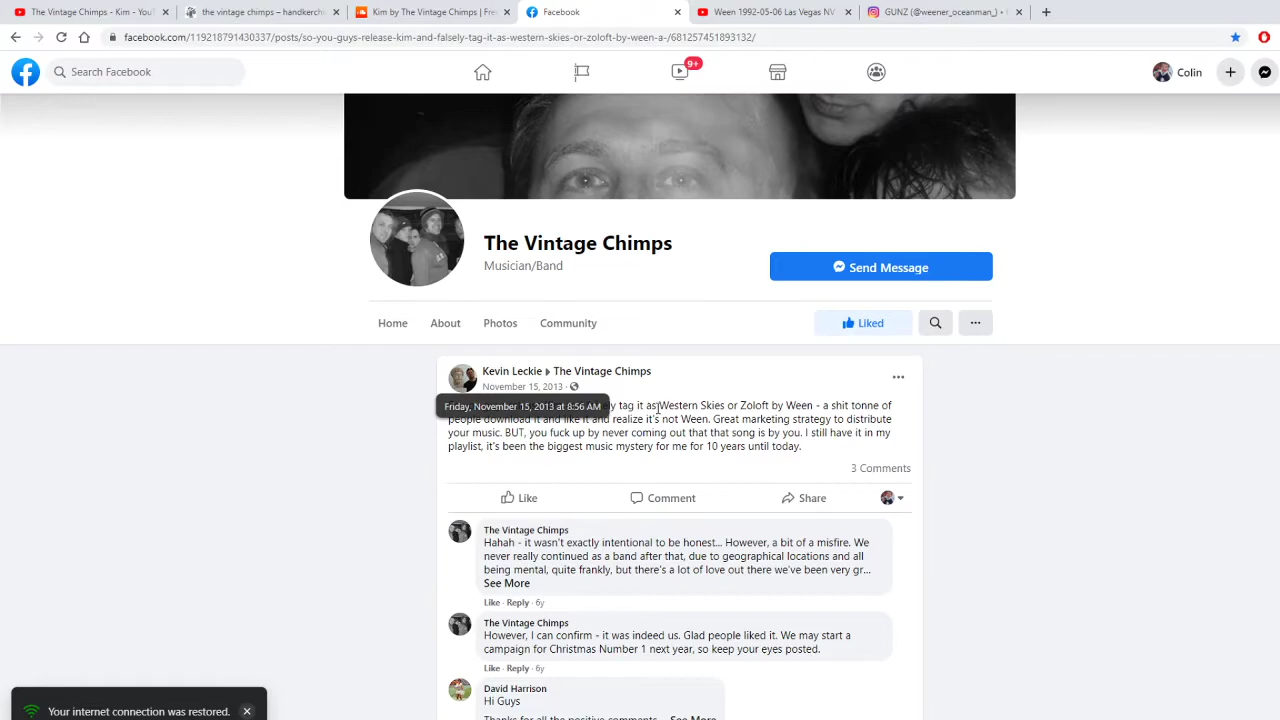 The Vintage Chimps - Kim - YouT
the vintage chimps – handkerchi
Kim by The Vintage Chimps | Fre
Facebook
Ween 1992-05-06 Las Vegas NV
GUNZ (@weener_oceanman_) •
facebook.com/119218791430337/posts/so-you-guys-release-kim-and-falsely-tag-it-as-western-skies-or-zoloft-by-ween-a-/681257451893132/
Search Facebook
9+
Colin
The Vintage Chimps
Musician/Band
Send Message
Home
About
Photos
Community
Liked
Kevin Leckie ▸ The Vintage Chimps
November 15, 2013 ·
Friday, November 15, 2013 at 8:56 AM
tag it as Western Skies or Zoloft by Ween - a shit tonne of
people download it and like it and realize it's not Ween. Great marketing strategy to distribute
your music. BUT, you fuck up by never coming out that that song is by you. I still have it in my
playlist, it's been the biggest music mystery for me for 10 years until today.
3 Comments
Like
Comment
Share
The Vintage Chimps
Hahah - it wasn't exactly intentional to be honest... However, a bit of a misfire. We
never really continued as a band after that, due to geographical locations and all
being mental, quite frankly, but there's a lot of love out there we've been very gr...
See More
Like · Reply · 6y
The Vintage Chimps
However, I can confirm - it was indeed us. Glad people liked it. We may start a
campaign for Christmas Number 1 next year, so keep your eyes posted.
Like · Reply · 6y
David Harrison
Hi Guys
Thanks for all the positive comments... See More
Your internet connection was restored.